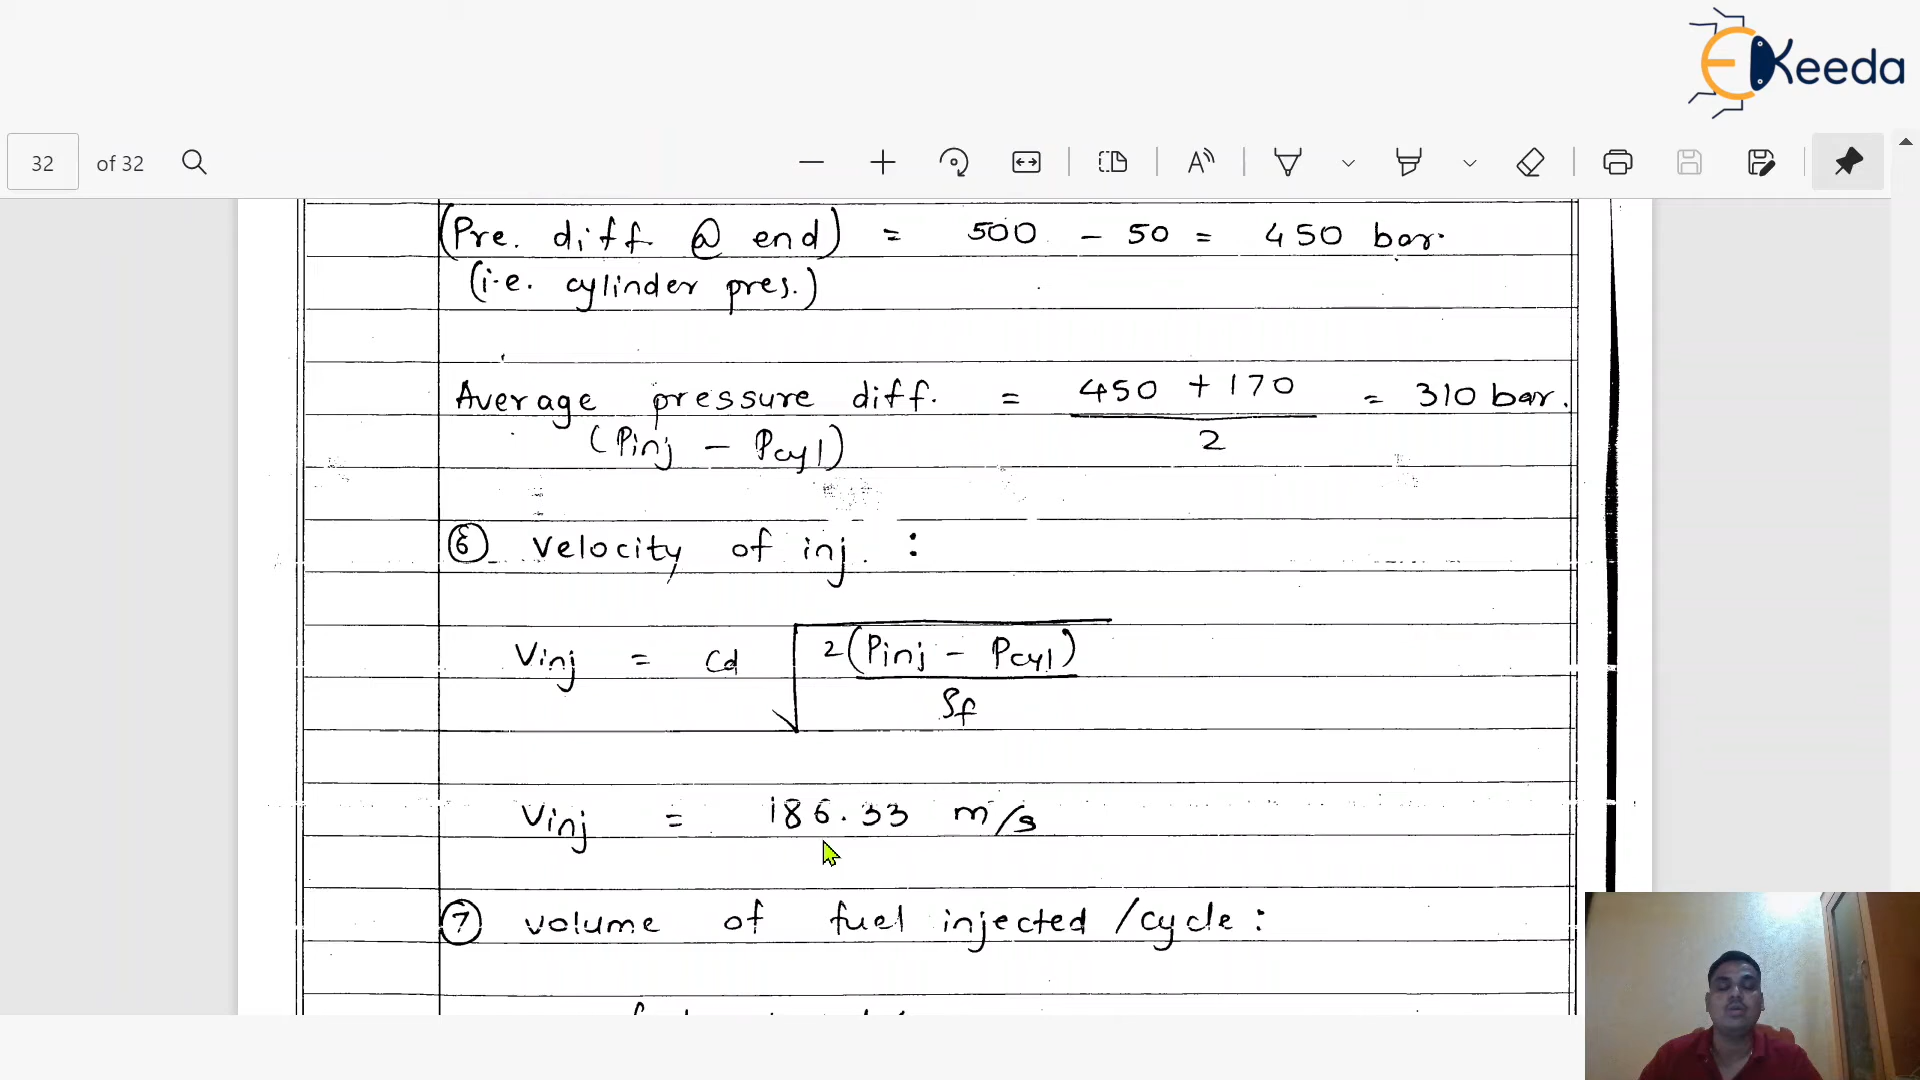 EKeeda
32 of 32
(Pre. diff. @ end) = 500 - 50 = 450 bar.
(i.e. cylinder pres.)
Average pressure diff. = 450 + 170 / 2 = 310 bar.
(Pinj - Pcyl)
⑥ Velocity of inj. :
Vinj = Cd √ 2(Pinj - Pcyl) / ρf
Vinj = 186.33 m/s
⑦ volume of fuel injected /cycle :